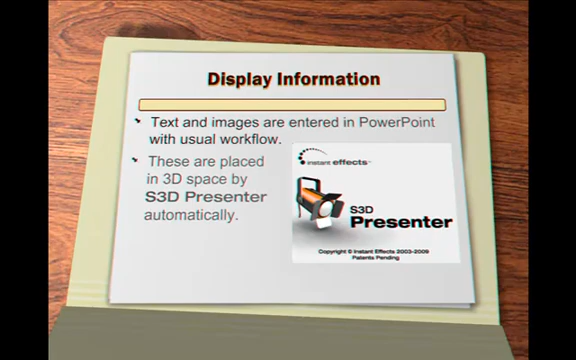 Display Information
Text and images are entered in PowerPoint
with usual workflow.
These are placed
in 3D space by
S3D Presenter
automatically.
instant effects™
S3D
Presenter
Copyright © Instant Effects 2003-2009
Patents Pending